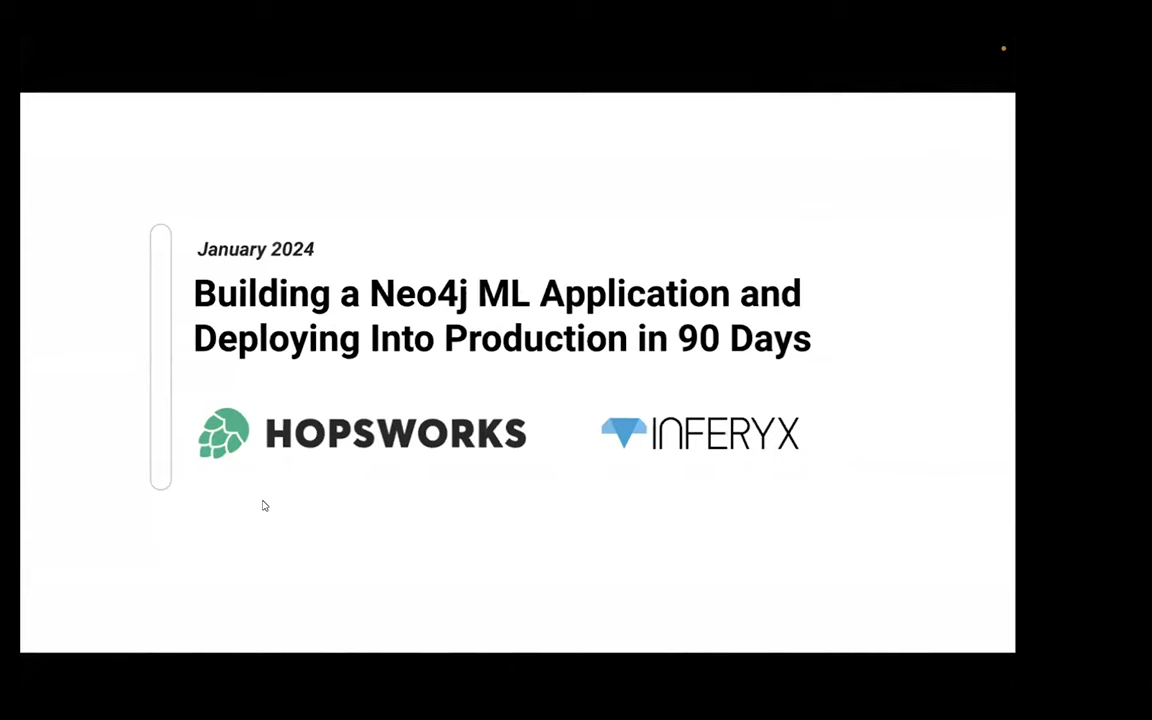 January 2024
Building a Neo4j ML Application and
Deploying Into Production in 90 Days
HOPSWORKS
INFERYX